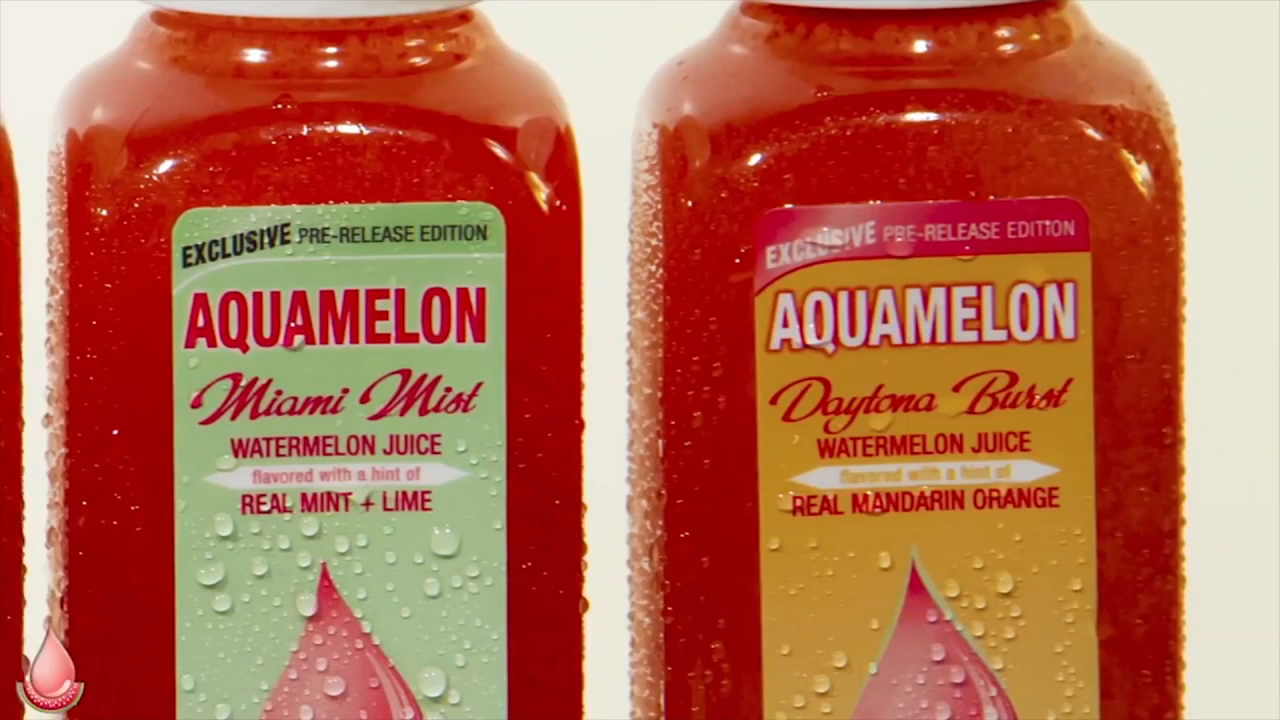 EXCLUSIVE PRE-RELEASE EDITION
AQUAMELON
Miami Mist
WATERMELON JUICE
flavored with a hint of
REAL MINT + LIME
EXCLUSIVE PRE-RELEASE EDITION
AQUAMELON
Daytona Burst
WATERMELON JUICE
flavored with a hint of
REAL MANDARIN ORANGE